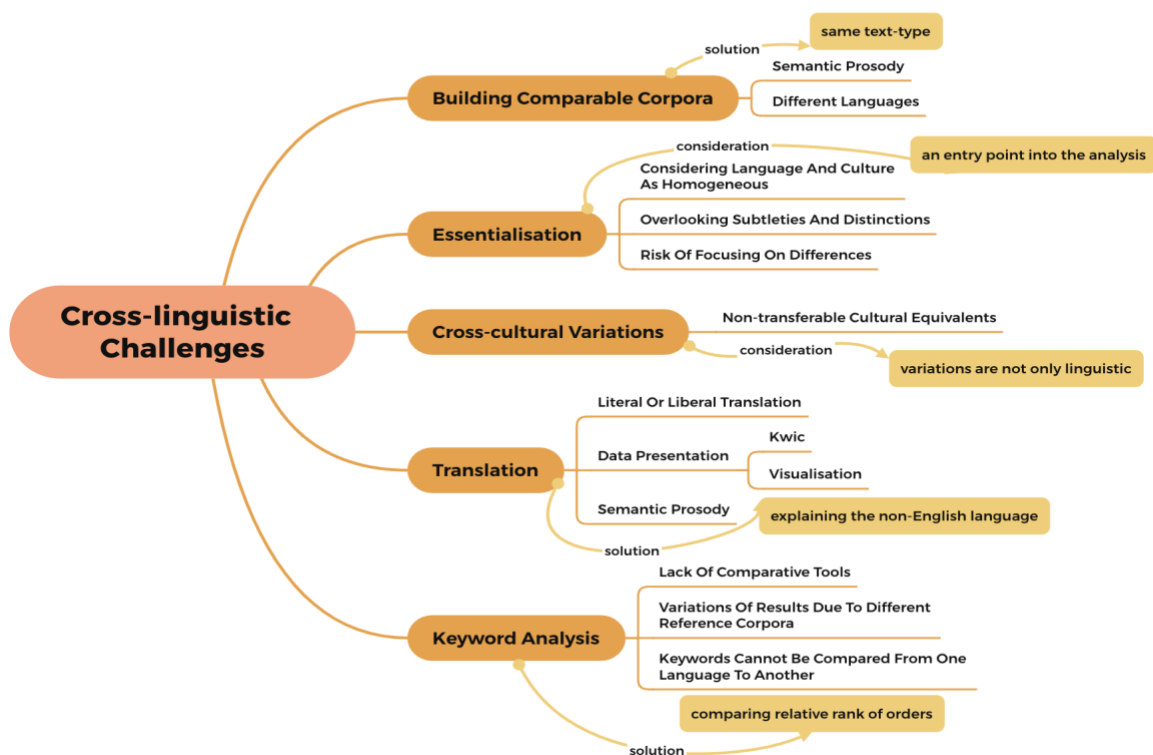 Cross-linguistic
Challenges
same text-type
solution
Building Comparable Corpora
Semantic Prosody
Different Languages
consideration
an entry point into the analysis
Essentialisation
Considering Language And Culture
As Homogeneous
Overlooking Subtleties And Distinctions
Risk Of Focusing On Differences
Cross-cultural Variations
Non-transferable Cultural Equivalents
consideration
variations are not only linguistic
Translation
Literal Or Liberal Translation
Data Presentation
Kwic
Visualisation
Semantic Prosody
explaining the non-English language
solution
Keyword Analysis
Lack Of Comparative Tools
Variations Of Results Due To Different
Reference Corpora
Keywords Cannot Be Compared From One
Language To Another
comparing relative rank of orders
solution